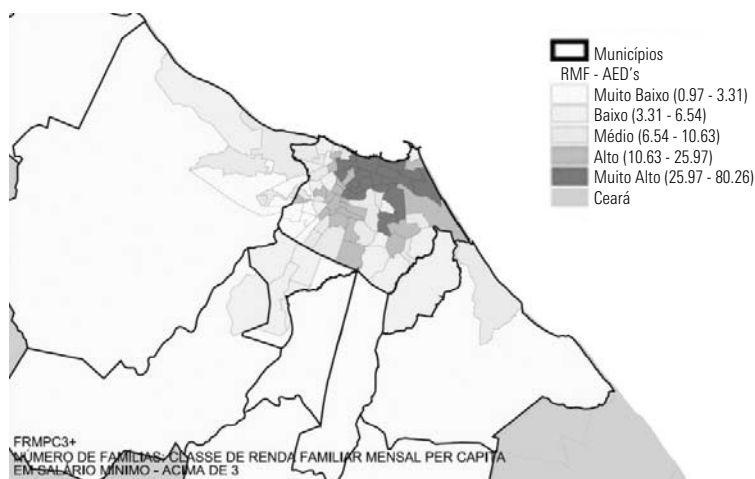 Municípios
RMF - AED's
Muito Baixo (0.97 - 3.31)
Baixo (3.31 - 6.54)
Médio (6.54 - 10.63)
Alto (10.63 - 25.97)
Muito Alto (25.97 - 80.26)
Ceará
FRMPC3+
NÚMERO DE FAMÍLIAS: CLASSE DE RENDA FAMILIAR MENSAL PER CAPITA
EM SALÁRIO MÍNIMO - ACIMA DE 3